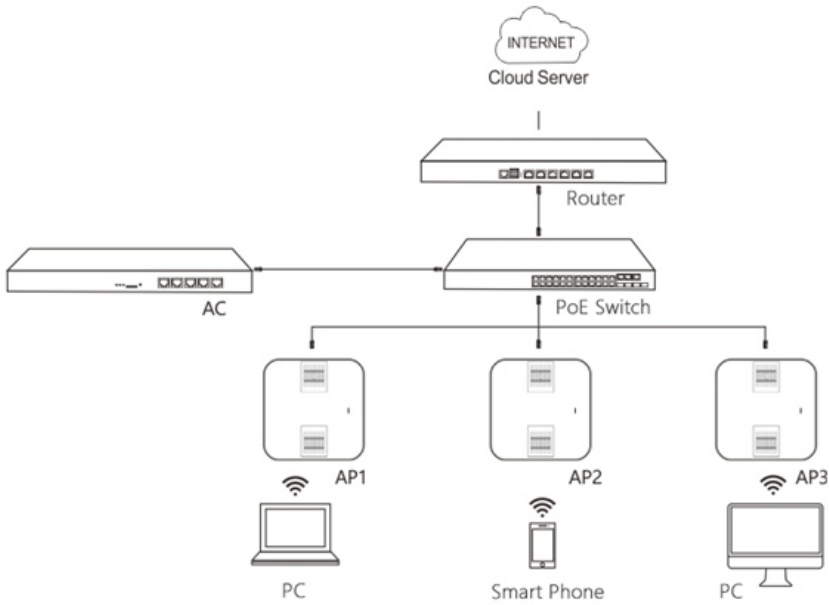 INTERNET
Cloud Server
Router
AC
PoE Switch
AP1
AP2
AP3
PC
Smart Phone
PC